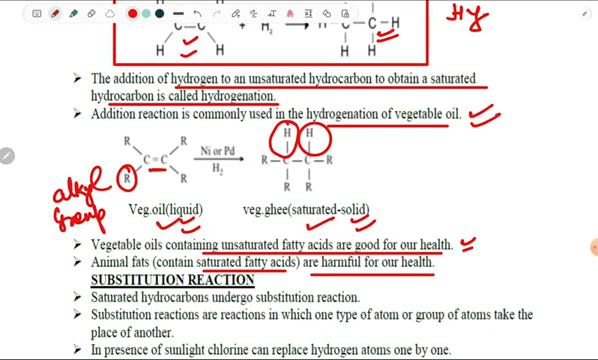 C - C + H₂ → H - C - C - H
H H H H
Hy
➤ The addition of hydrogen to an unsaturated hydrocarbon to obtain a saturated
hydrocarbon is called hydrogenation.
➤ Addition reaction is commonly used in the hydrogenation of vegetable oil.
R R H H
C = C Ni or Pd R - C - C - R
R R H₂ R R
alkyl
Group
Veg.oil(liquid) veg.ghee(saturated-solid)
➤ Vegetable oils containing unsaturated fatty acids are good for our health.
➤ Animal fats (contain saturated fatty acids) are harmful for our health.
SUBSTITUTION REACTION
➤ Saturated hydrocarbons undergo substitution reaction.
➤ Substitution reactions are reactions in which one type of atom or group of atoms take the
place of another.
➤ In presence of sunlight chlorine can replace hydrogen atoms one by one.